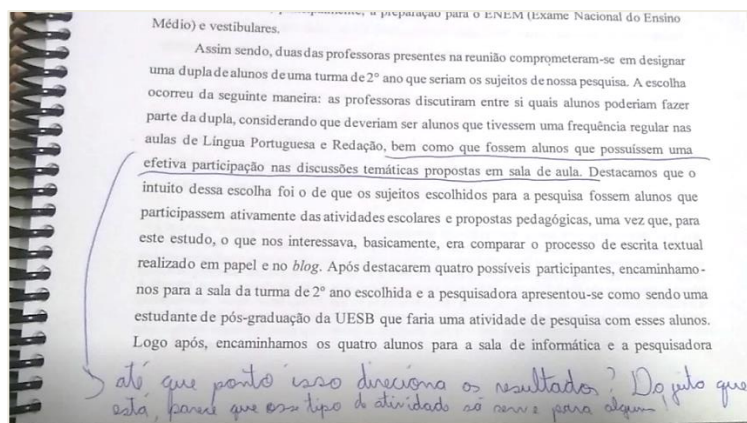 a preparação para o ENEM (Exame Nacional do Ensino
Médio) e vestibulares.
Assim sendo, duas das professoras presentes na reunião comprometeram-se em designar
uma dupla de alunos de uma turma de 2° ano que seriam os sujeitos de nossa pesquisa. A escolha
ocorreu da seguinte maneira: as professoras discutiram entre si quais alunos poderiam fazer
parte da dupla, considerando que deveriam ser alunos que tivessem uma frequência regular nas
aulas de Língua Portuguesa e Redação, bem como que fossem alunos que possuíssem uma
efetiva participação nas discussões temáticas propostas em sala de aula. Destacamos que o
intuito dessa escolha foi o de que os sujeitos escolhidos para a pesquisa fossem alunos que
participassem ativamente das atividades escolares e propostas pedagógicas, uma vez que, para
este estudo, o que nos interessava, basicamente, era comparar o processo de escrita textual
realizado em papel e no blog. Após destacarem quatro possíveis participantes, encaminhamo-
nos para a sala da turma de 2° ano escolhida e a pesquisadora apresentou-se como sendo uma
estudante de pós-graduação da UESB que faria uma atividade de pesquisa com esses alunos.
Logo após, encaminhamos os quatro alunos para a sala de informática e a pesquisadora
até que ponto isso direciona os resultados? Do jeito que
está, parece que esse tipo de atividade só serve para alguns!